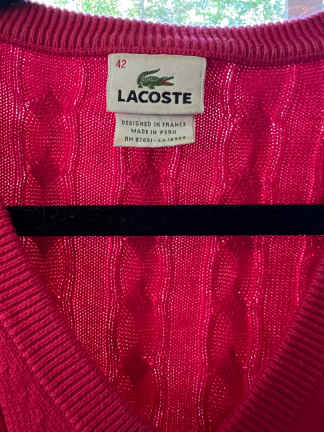 42
LACOSTE
DESIGNED IN FRANCE
MADE IN PERU